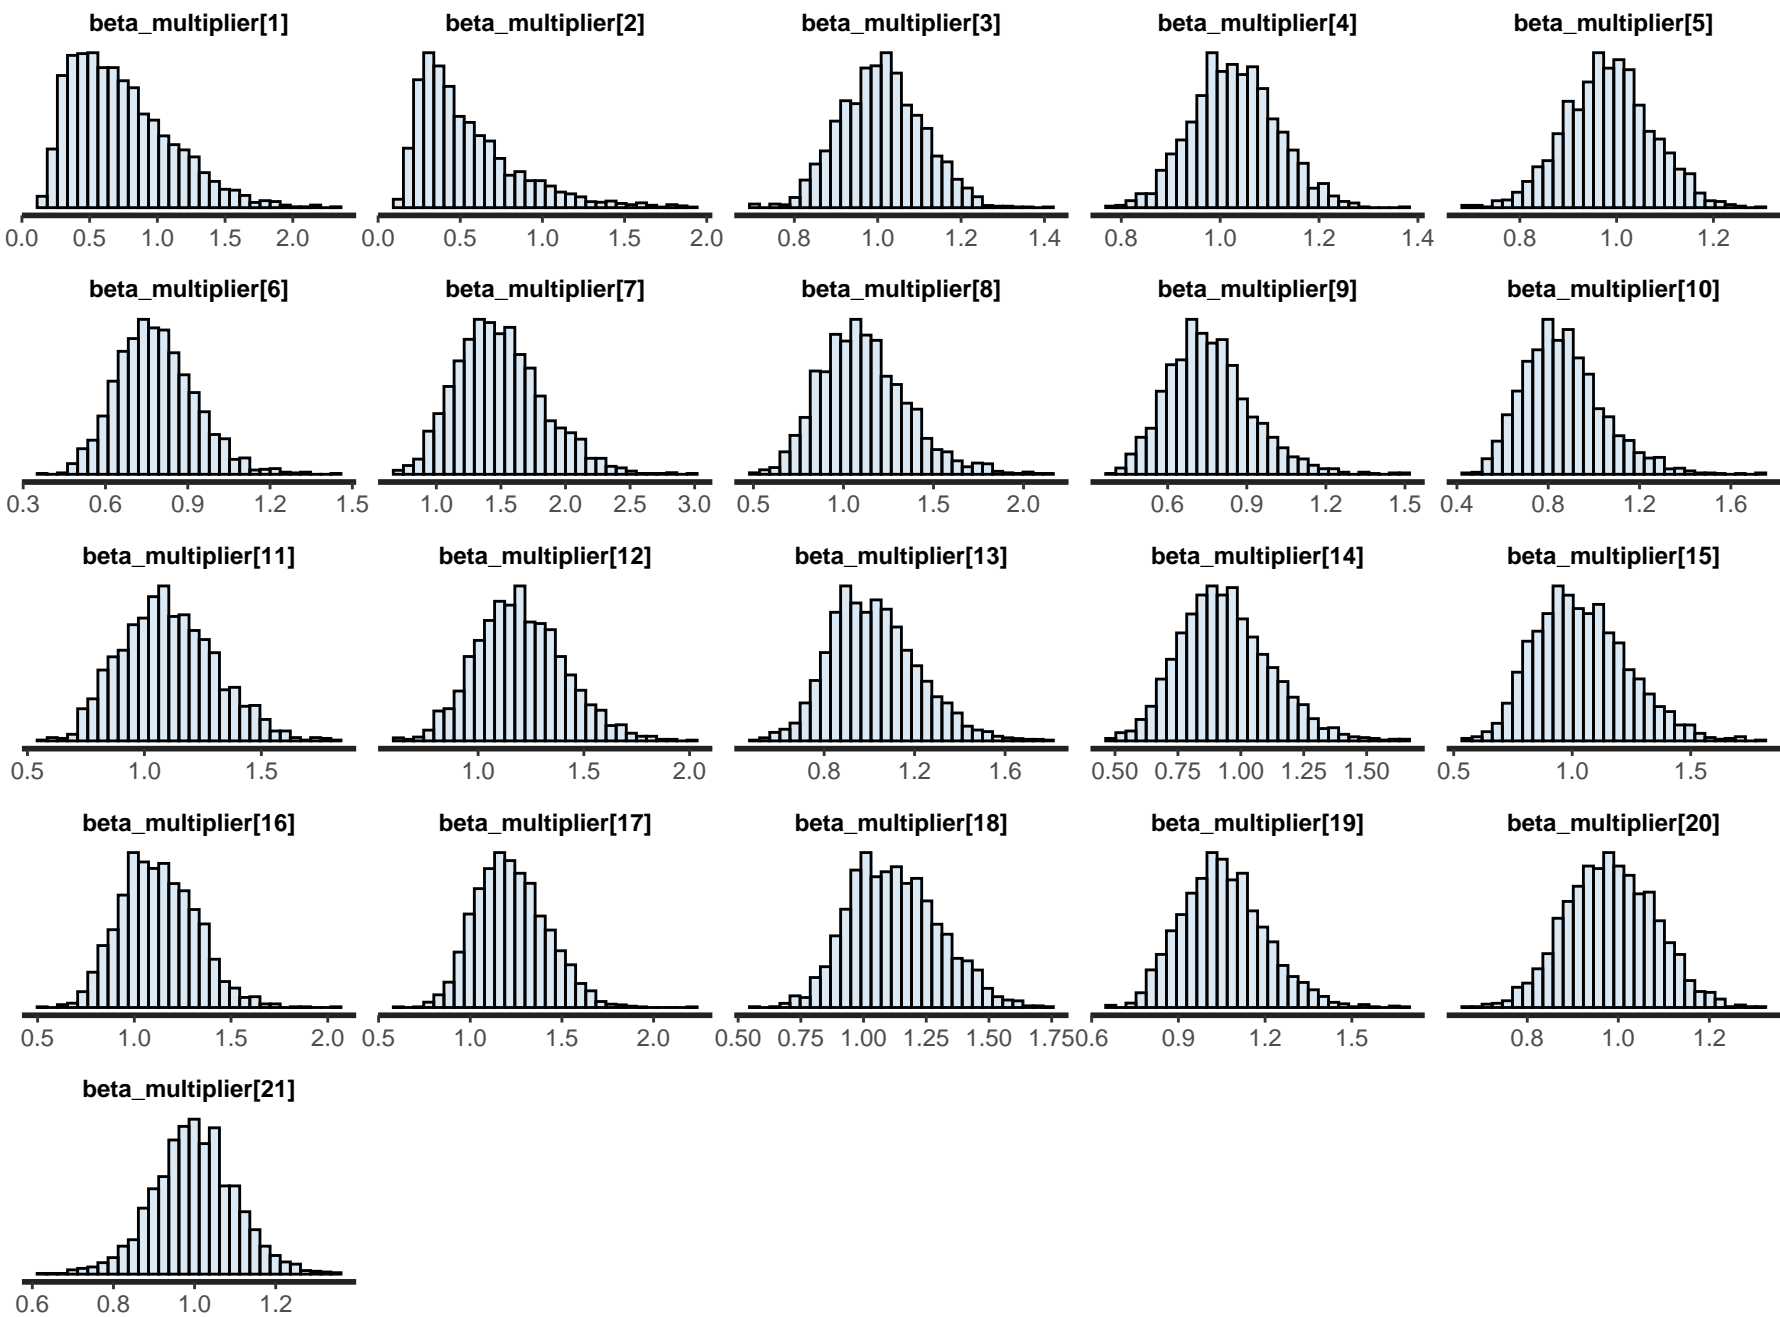 beta_multiplier[1] beta_multiplier[2] beta_multiplier[3] beta_multiplier[4] beta_multiplier[5]
0.0 0.5 1.0 1.5 2.0 0.0 0.5 1.0 1.5 2.0 0.8 1.0 1.2 1.4 0.8 1.0 1.2 1.4 0.8 1.0 1.2
beta_multiplier[6] beta_multiplier[7] beta_multiplier[8] beta_multiplier[9] beta_multiplier[10]
0.3 0.6 0.9 1.2 1.5 1.0 1.5 2.0 2.5 3.0 0.5 1.0 1.5 2.0 0.6 0.9 1.2 1.5 0.4 0.8 1.2 1.6
beta_multiplier[11] beta_multiplier[12] beta_multiplier[13] beta_multiplier[14] beta_multiplier[15]
0.5 1.0 1.5 1.0 1.5 2.0 0.8 1.2 1.6 0.50 0.75 1.00 1.25 1.50 0.5 1.0 1.5
beta_multiplier[16] beta_multiplier[17] beta_multiplier[18] beta_multiplier[19] beta_multiplier[20]
0.5 1.0 1.5 2.0 0.5 1.0 1.5 2.0 0.50 0.75 1.00 1.25 1.50 1.75 0.6 0.9 1.2 1.5 0.8 1.0 1.2
beta_multiplier[21]
0.6 0.8 1.0 1.2